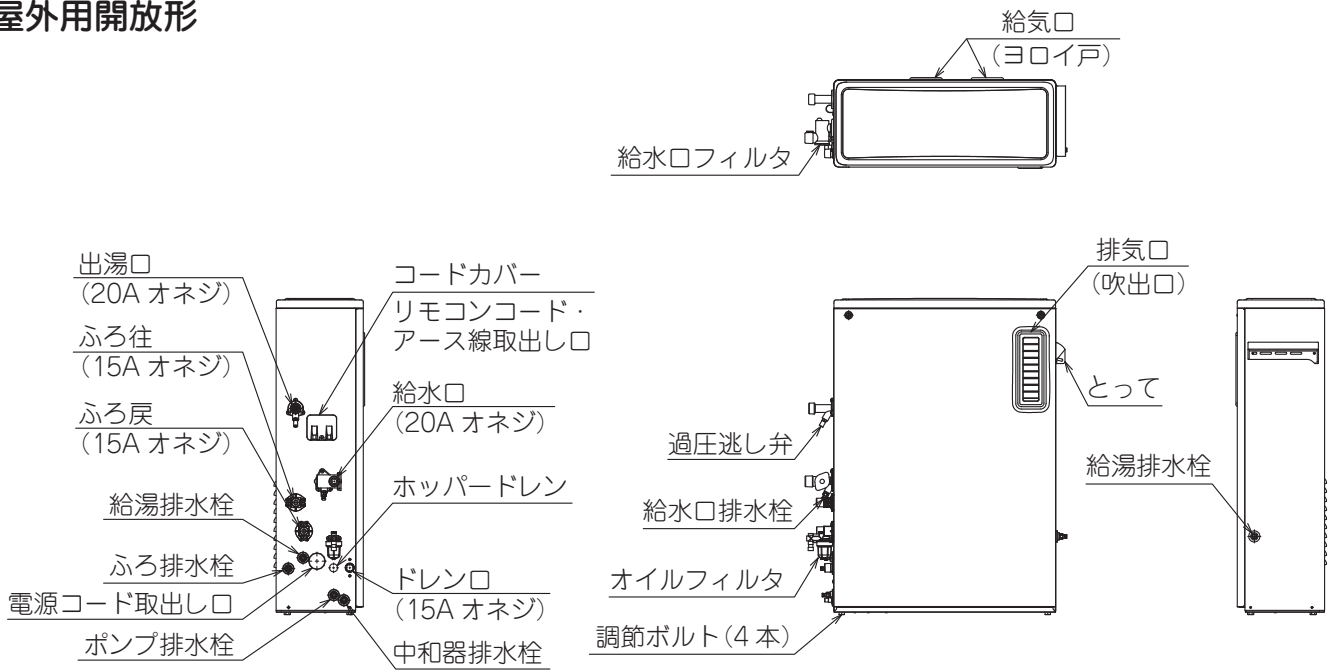 屋外用開放形
給気口
（ヨロイ戸）
給水口フィルタ
出湯口
（20A オネジ）
ふろ往
（15A オネジ）
ふろ戻
（15A オネジ）
給湯排水栓
ふろ排水栓
電源コード取出し口
ポンプ排水栓
コードカバー
リモコンコード・
アース線取出し口
給水口
（20A オネジ）
ホッパードレン
ドレン口
（15A オネジ）
中和器排水栓
排気口
（吹出口）
とって
過圧逃し弁
給水口排水栓
オイルフィルタ
調節ボルト（4 本）
給湯排水栓